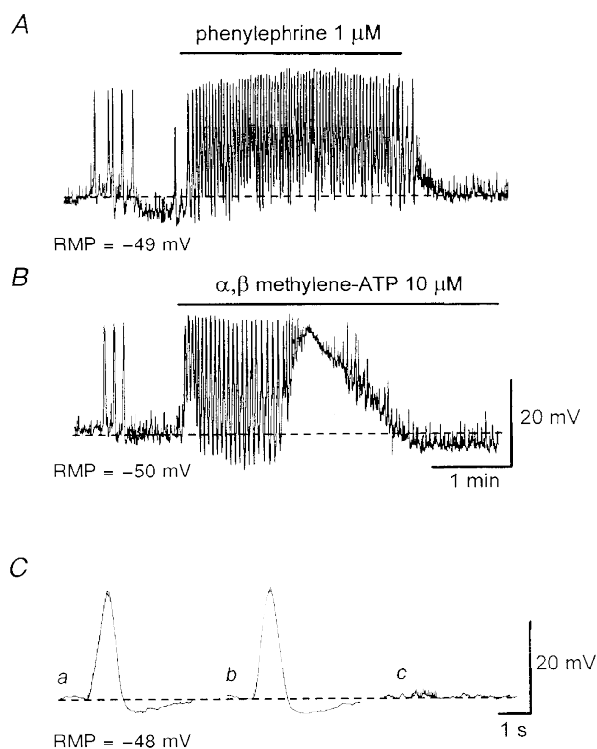 A
phenylephrine 1 μM
RMP = −49 mV
B
α,β methylene-ATP 10 μM
20 mV
RMP = −50 mV
1 min
C
a
b
c
20 mV
1 s
RMP = −48 mV